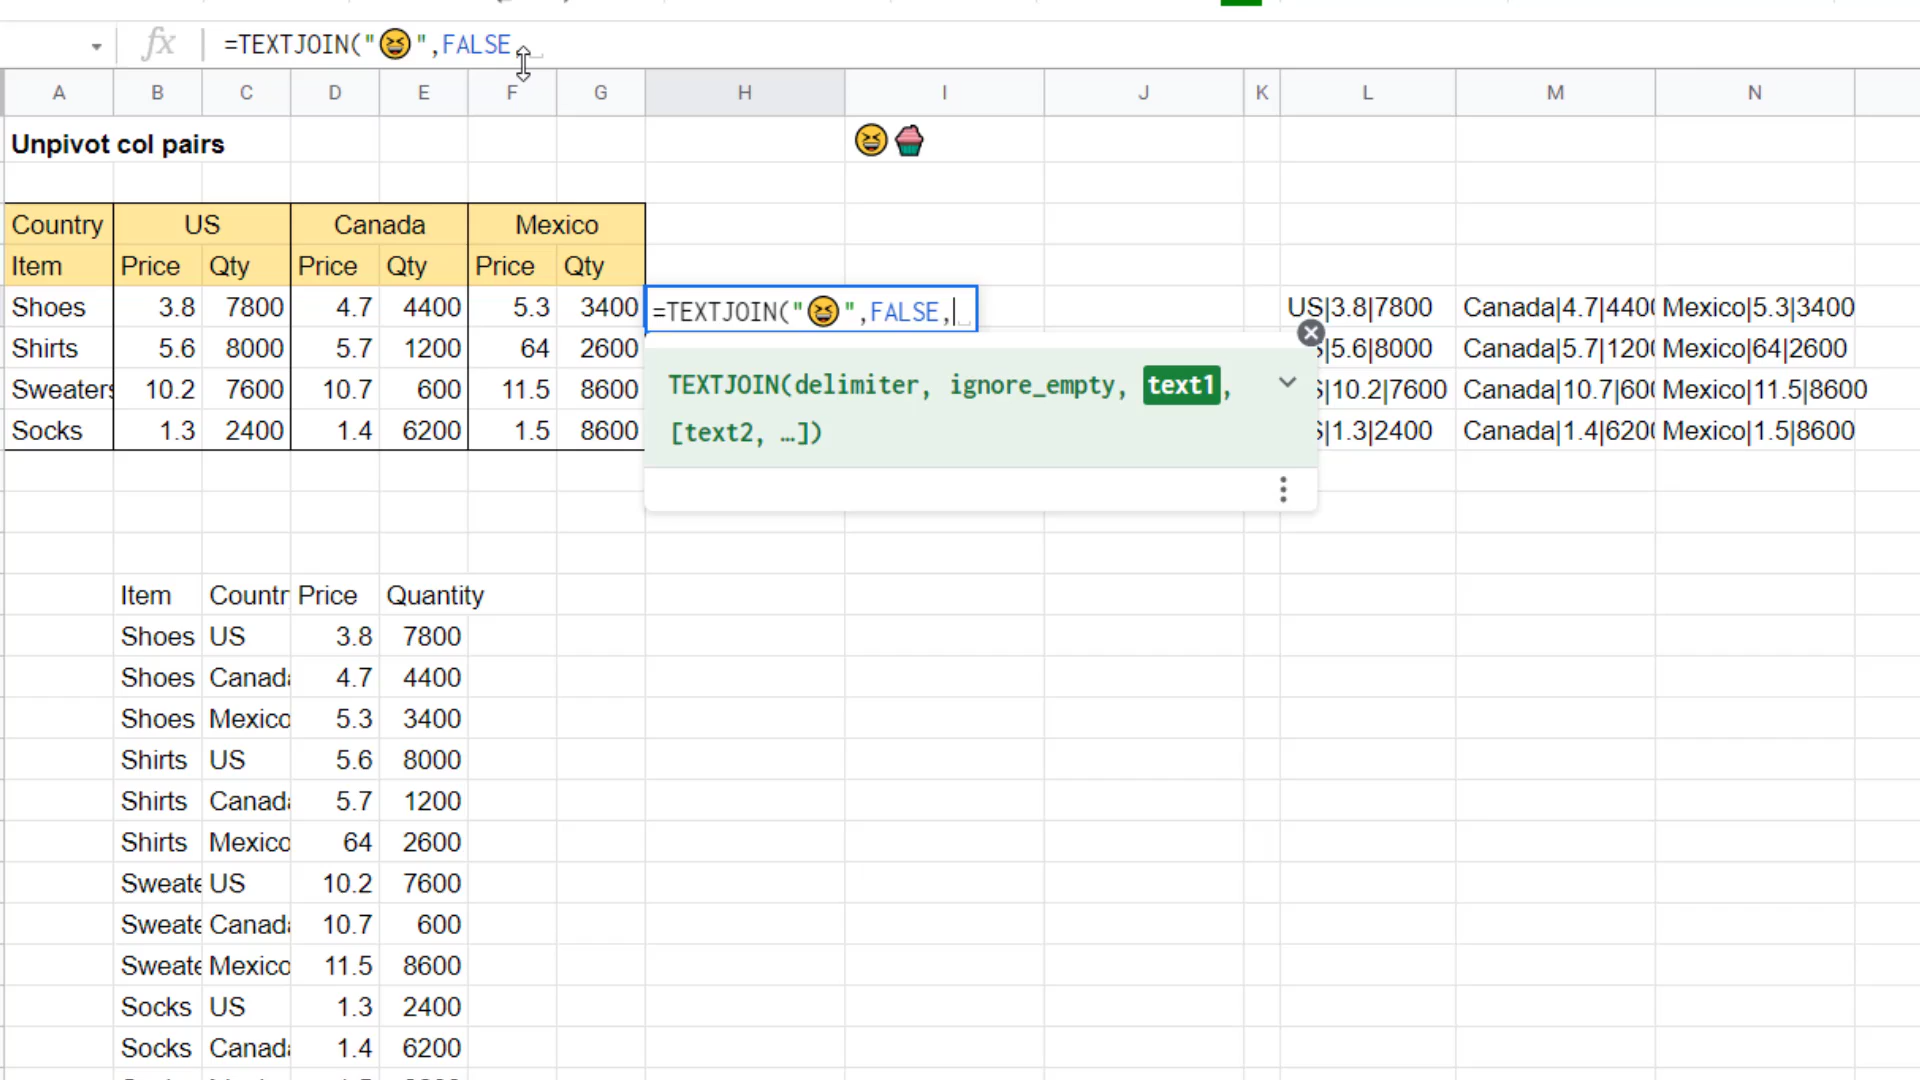 fx =TEXTJOIN("😆",FALSE,
A B C D E F G H I J K L M N
Unpivot col pairs 😆🧁
Country US Canada Mexico
Item Price Qty Price Qty Price Qty
Shoes 3.8 7800 4.7 4400 5.3 3400 =TEXTJOIN("😆",FALSE, US|3.8|7800 Canada|4.7|440 Mexico|5.3|3400
Shirts 5.6 8000 5.7 1200 64 2600 |5.6|8000 Canada|5.7|120 Mexico|64|2600
Sweaters 10.2 7600 10.7 600 11.5 8600 TEXTJOIN(delimiter, ignore_empty, text1, |10.2|7600 Canada|10.7|60 Mexico|11.5|8600
Socks 1.3 2400 1.4 6200 1.5 8600 [text2, …]) |1.3|2400 Canada|1.4|620 Mexico|1.5|8600
Item Countr Price Quantity
Shoes US 3.8 7800
Shoes Canada 4.7 4400
Shoes Mexico 5.3 3400
Shirts US 5.6 8000
Shirts Canada 5.7 1200
Shirts Mexico 64 2600
Sweate US 10.2 7600
Sweate Canada 10.7 600
Sweate Mexico 11.5 8600
Socks US 1.3 2400
Socks Canada 1.4 6200